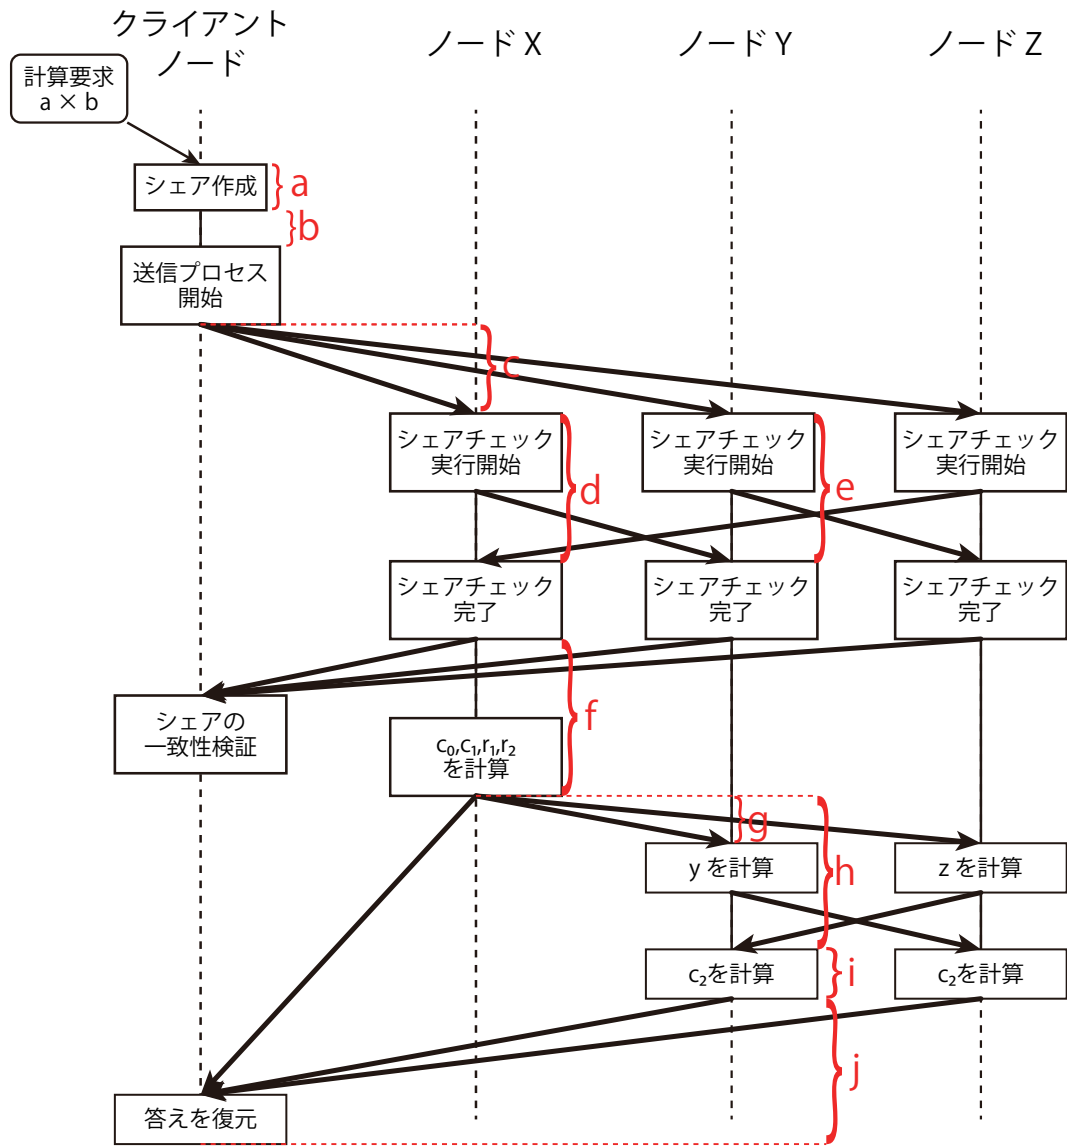 クライアント
ノード
ノード X
ノード Y
ノード Z
計算要求
a × b
シェア作成
a
b
送信プロセス
開始
c
シェアチェック
実行開始
シェアチェック
実行開始
シェアチェック
実行開始
d
e
シェアチェック
完了
シェアチェック
完了
シェアチェック
完了
シェアの
一致性検証
f
c₀,c₁,r₁,r₂
を計算
g
h
y を計算
z を計算
c₂を計算
i
c₂を計算
j
答えを復元